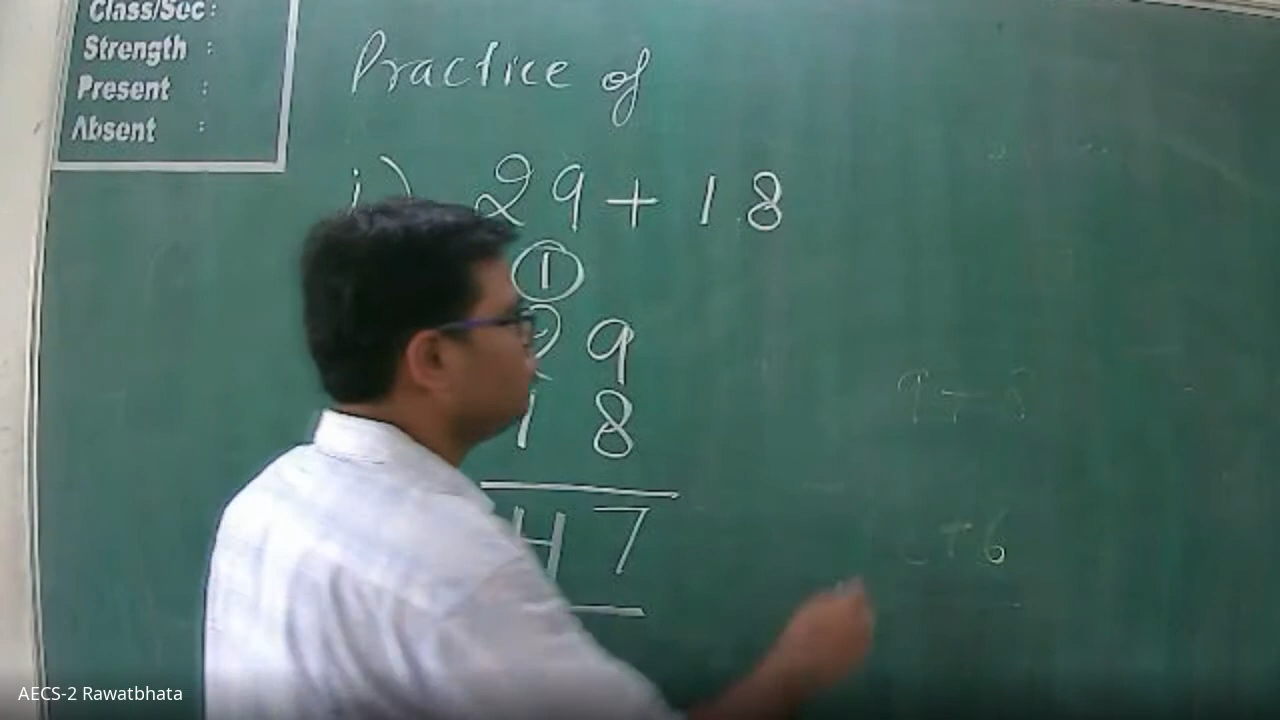 Class/Sec :
Strength :
Present :
Absent :
Practice of
i) 29 + 18
1
2 9
1 8
4 7
AECS-2 Rawatbhata